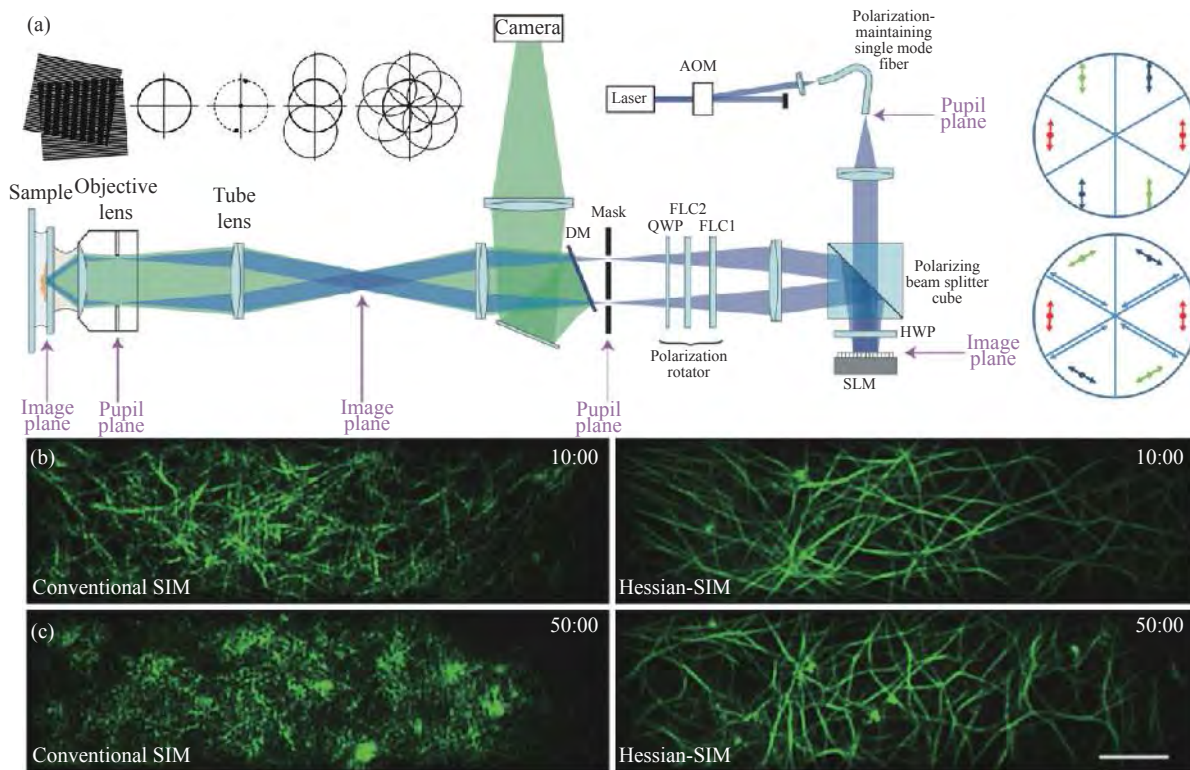 (a)
Camera
Polarization-
maintaining
single mode
fiber
AOM
Laser
Pupil
plane
Sample
Objective
lens
Tube
lens
Mask
DM
FLC2
QWP
FLC1
Polarizing
beam splitter
cube
HWP
Polarization
rotator
SLM
Image
plane
Image
plane
Pupil
plane
Image
plane
Pupil
plane
(b)
10:00
Conventional SIM
10:00
Hessian-SIM
(c)
50:00
Conventional SIM
50:00
Hessian-SIM